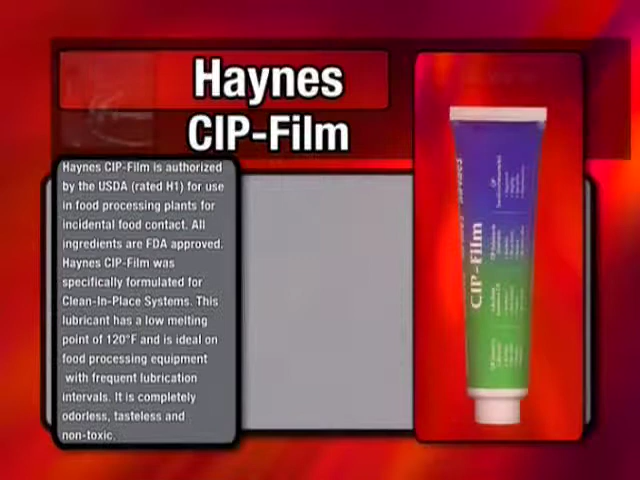 Haynes
CIP-Film
Haynes CIP-Film is authorized
by the USDA (rated H1) for use
in food processing plants for
incidental food contact. All
ingredients are FDA approved.
Haynes CIP-Film was
specifically formulated for
Clean-In-Place Systems. This
lubricant has a low melting
point of 120°F and is ideal on
food processing equipment
with frequent lubrication
intervals. It is completely
odorless, tasteless and
non-toxic.
CIP-Film